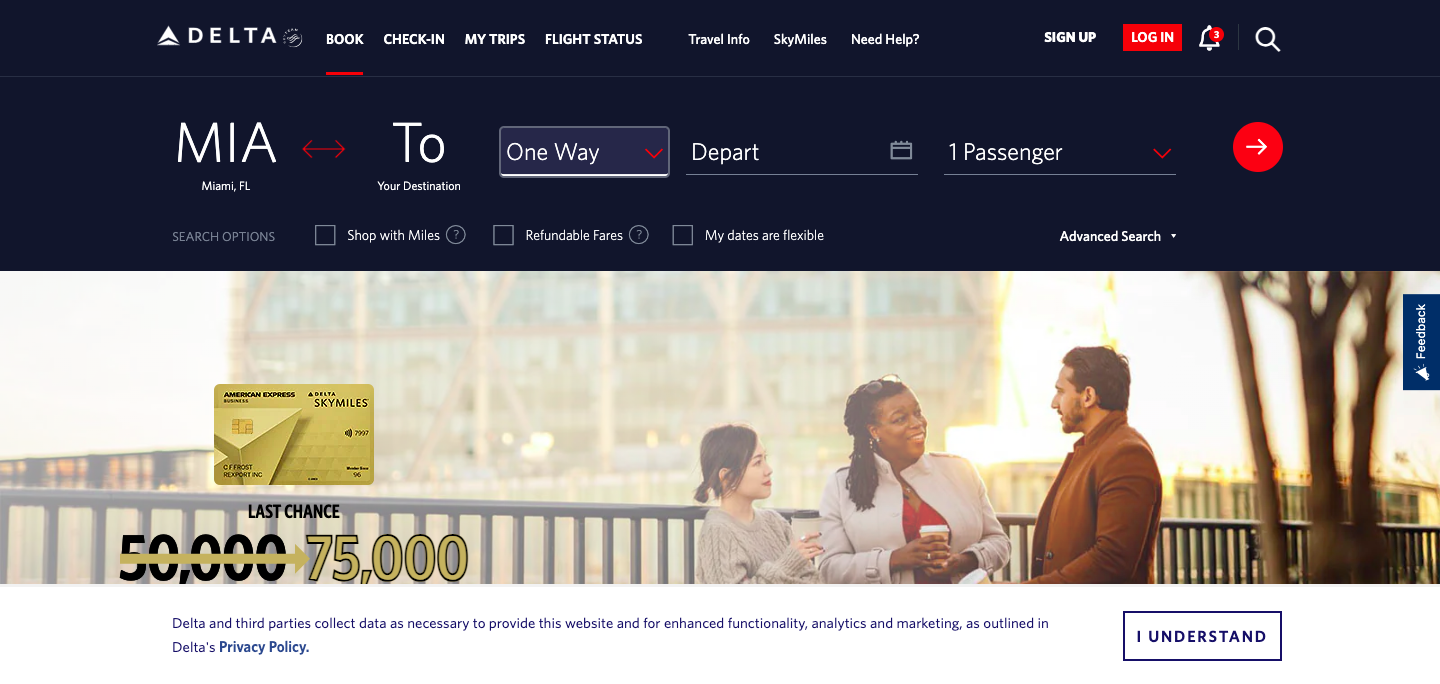 DELTA
BOOK CHECK-IN MY TRIPS FLIGHT STATUS Travel Info SkyMiles Need Help? SIGN UP LOG IN 3
MIA To One Way Depart 1 Passenger
Miami, FL Your Destination
SEARCH OPTIONS Shop with Miles ? Refundable Fares ? My dates are flexible Advanced Search
Feedback
AMERICAN EXPRESS DELTA
BUSINESS SKYMILES
7997
C F FROST
REXPORT INC 96
LAST CHANCE
50,000 75,000
Delta and third parties collect data as necessary to provide this website and for enhanced functionality, analytics and marketing, as outlined in
Delta's Privacy Policy.
I UNDERSTAND